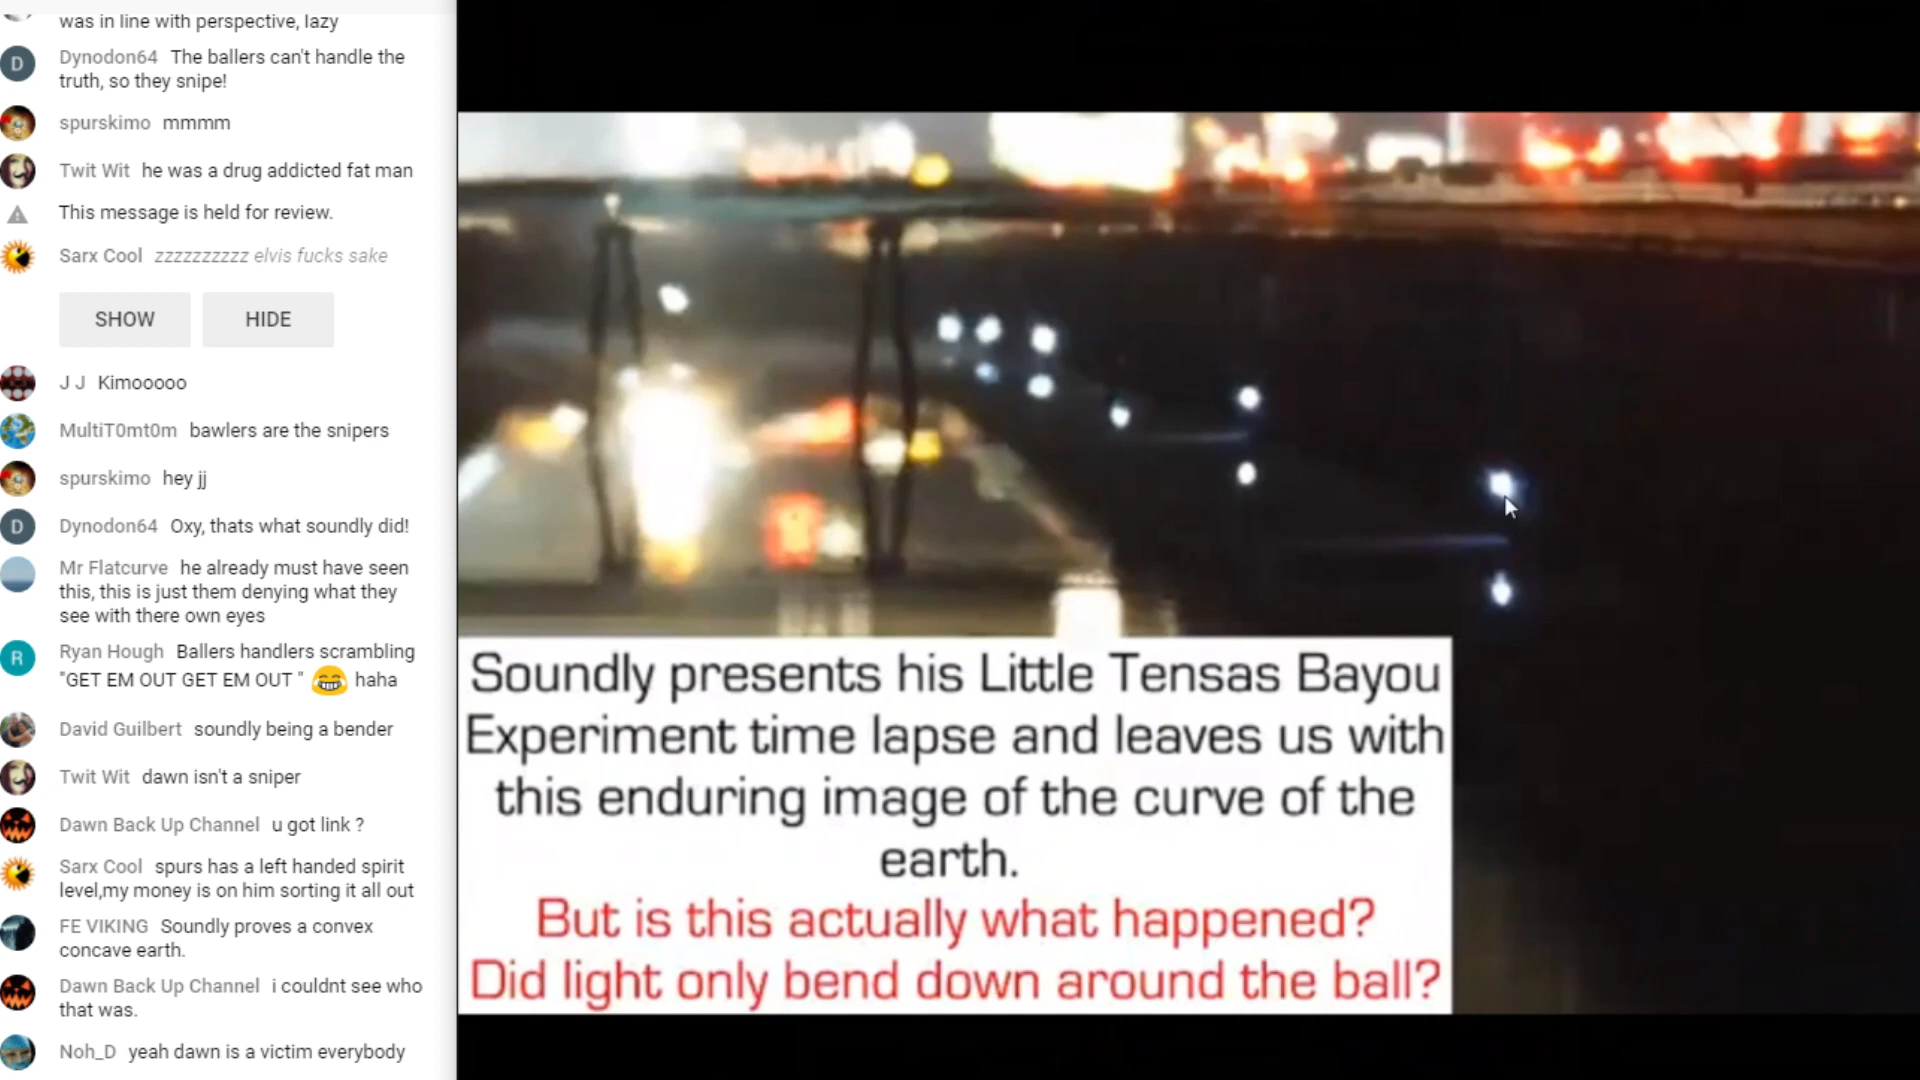 was in line with perspective, lazy
D
Dynodon64 The ballers can't handle the
truth, so they snipe!
spurskimo mmmm
Twit Wit he was a drug addicted fat man
This message is held for review.
Sarx Cool zzzzzzzzzz elvis fucks sake
SHOW HIDE
J J Kimooooo
MultiT0mt0m bawlers are the snipers
spurskimo hey jj
D
Dynodon64 Oxy, thats what soundly did!
Mr Flatcurve he already must have seen
this, this is just them denying what they
see with there own eyes
R
Ryan Hough Ballers handlers scrambling
"GET EM OUT GET EM OUT " 😂 haha
David Guilbert soundly being a bender
Twit Wit dawn isn't a sniper
Dawn Back Up Channel u got link ?
Sarx Cool spurs has a left handed spirit
level,my money is on him sorting it all out
FE VIKING Soundly proves a convex
concave earth.
Dawn Back Up Channel i couldnt see who
that was.
Noh_D yeah dawn is a victim everybody
Soundly presents his Little Tensas Bayou
Experiment time lapse and leaves us with
this enduring image of the curve of the
earth.
But is this actually what happened?
Did light only bend down around the ball?